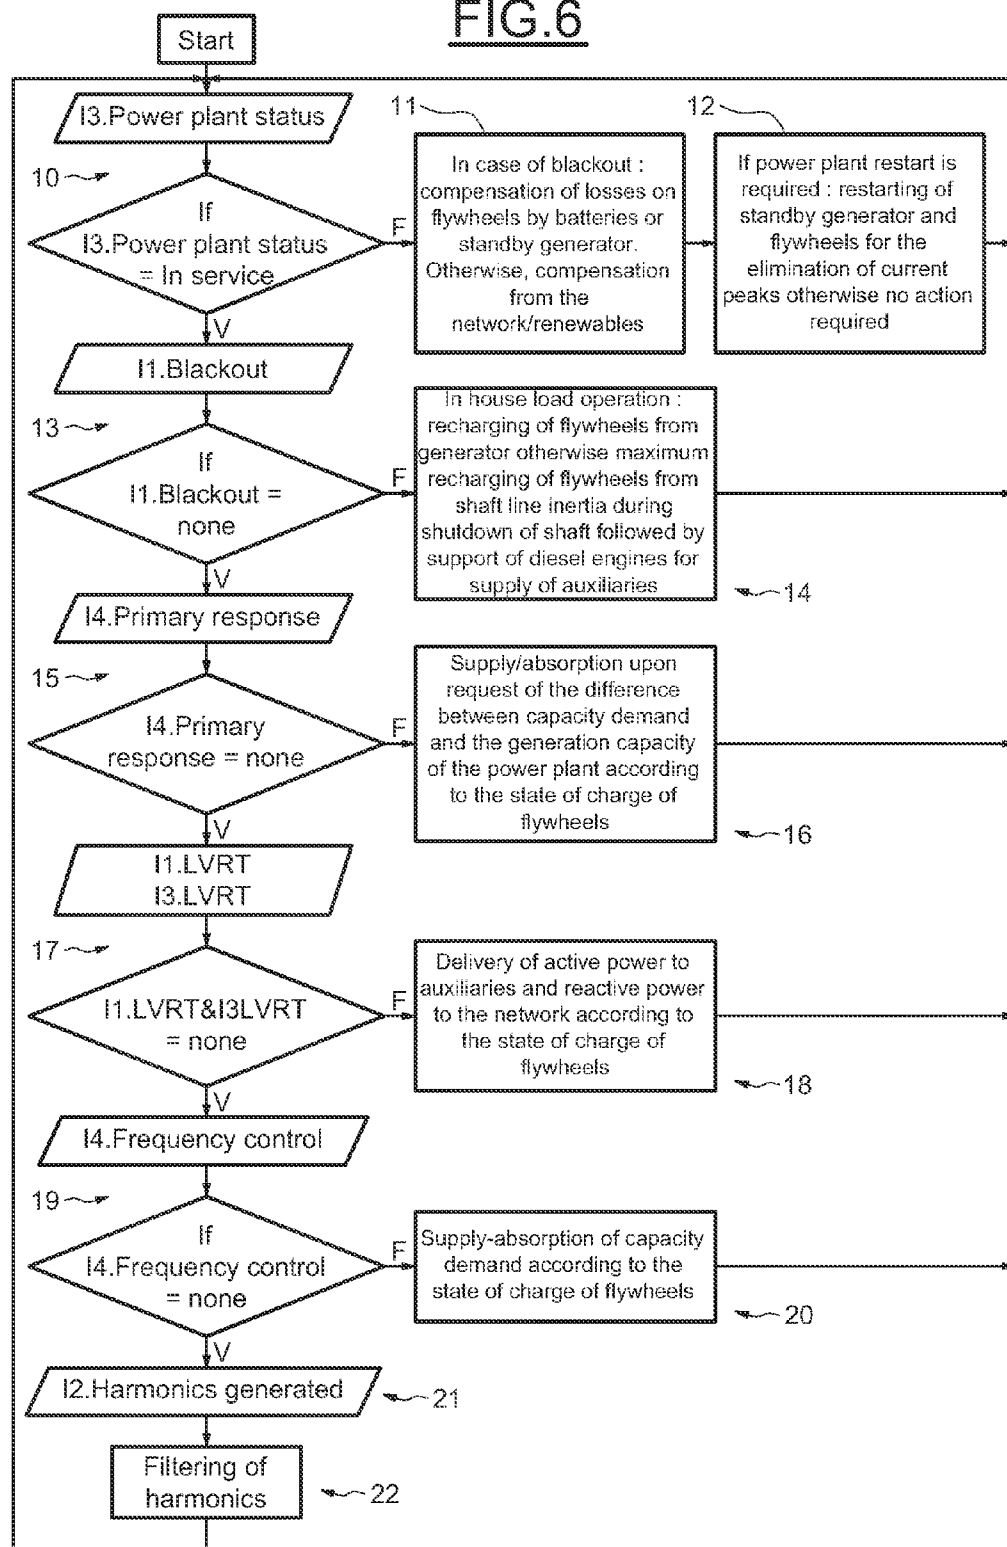 FIG.6
Start
I3.Power plant status
10
If
I3.Power plant status
= In service
F
V
11
In case of blackout :
compensation of losses on
flywheels by batteries or
standby generator.
Otherwise, compensation
from the
network/renewables
12
If power plant restart is
required : restarting of
standby generator and
flywheels for the
elimination of current
peaks otherwise no action
required
I1.Blackout
13
If
I1.Blackout =
none
F
V
In house load operation :
recharging of flywheels from
generator otherwise maximum
recharging of flywheels from
shaft line inertia during
shutdown of shaft followed by
support of diesel engines for
supply of auxiliaries
14
I4.Primary response
15
I4.Primary
response = none
F
V
Supply/absorption upon
request of the difference
between capacity demand
and the generation capacity
of the power plant according
to the state of charge of
flywheels
16
I1.LVRT
I3.LVRT
17
I1.LVRT&I3LVRT
= none
F
V
Delivery of active power to
auxiliaries and reactive power
to the network according to
the state of charge of
flywheels
18
I4.Frequency control
19
If
I4.Frequency control
= none
F
V
Supply-absorption of capacity
demand according to the
state of charge of flywheels
20
I2.Harmonics generated
21
Filtering of
harmonics
22